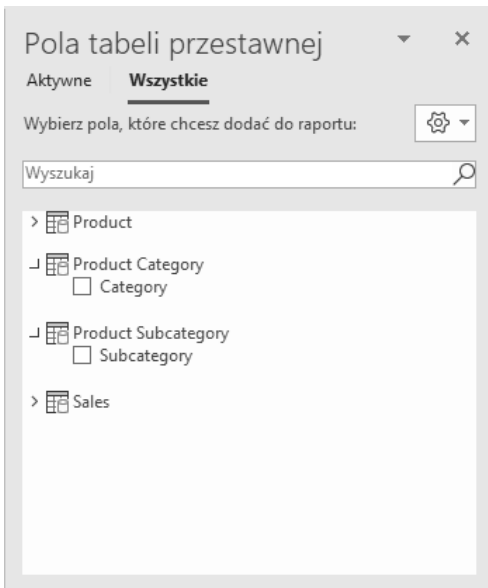 Pola tabeli przestawnej
Aktywne Wszystkie
Wybierz pola, które chcesz dodać do raportu:
Wyszukaj
Product
Product Category
Category
Product Subcategory
Subcategory
Sales